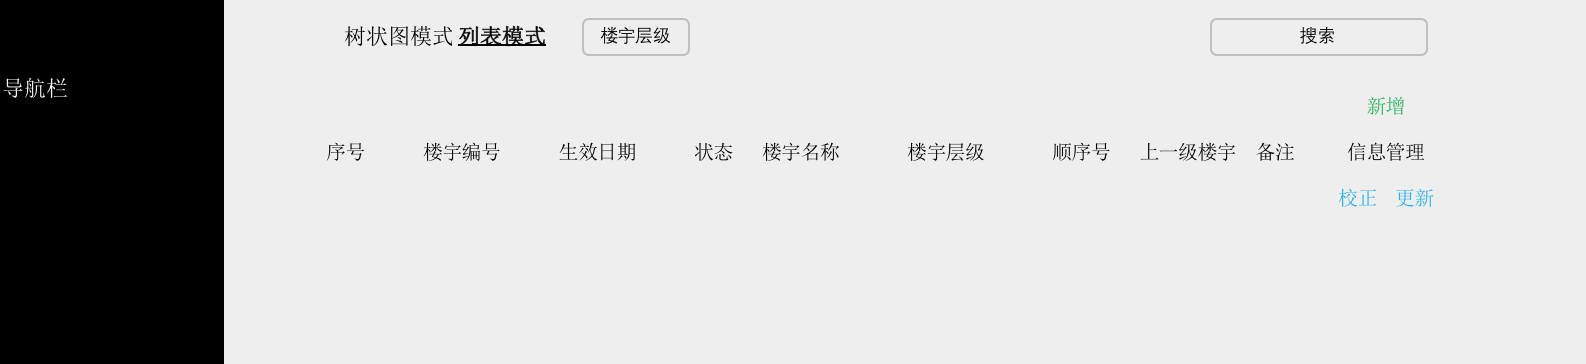 树状图模式 列表模式 楼宇层级 搜索
导航栏
新增
序号 楼宇编号 生效日期 状态 楼宇名称 楼宇层级 顺序号 上一级楼宇 备注 信息管理
校正 更新